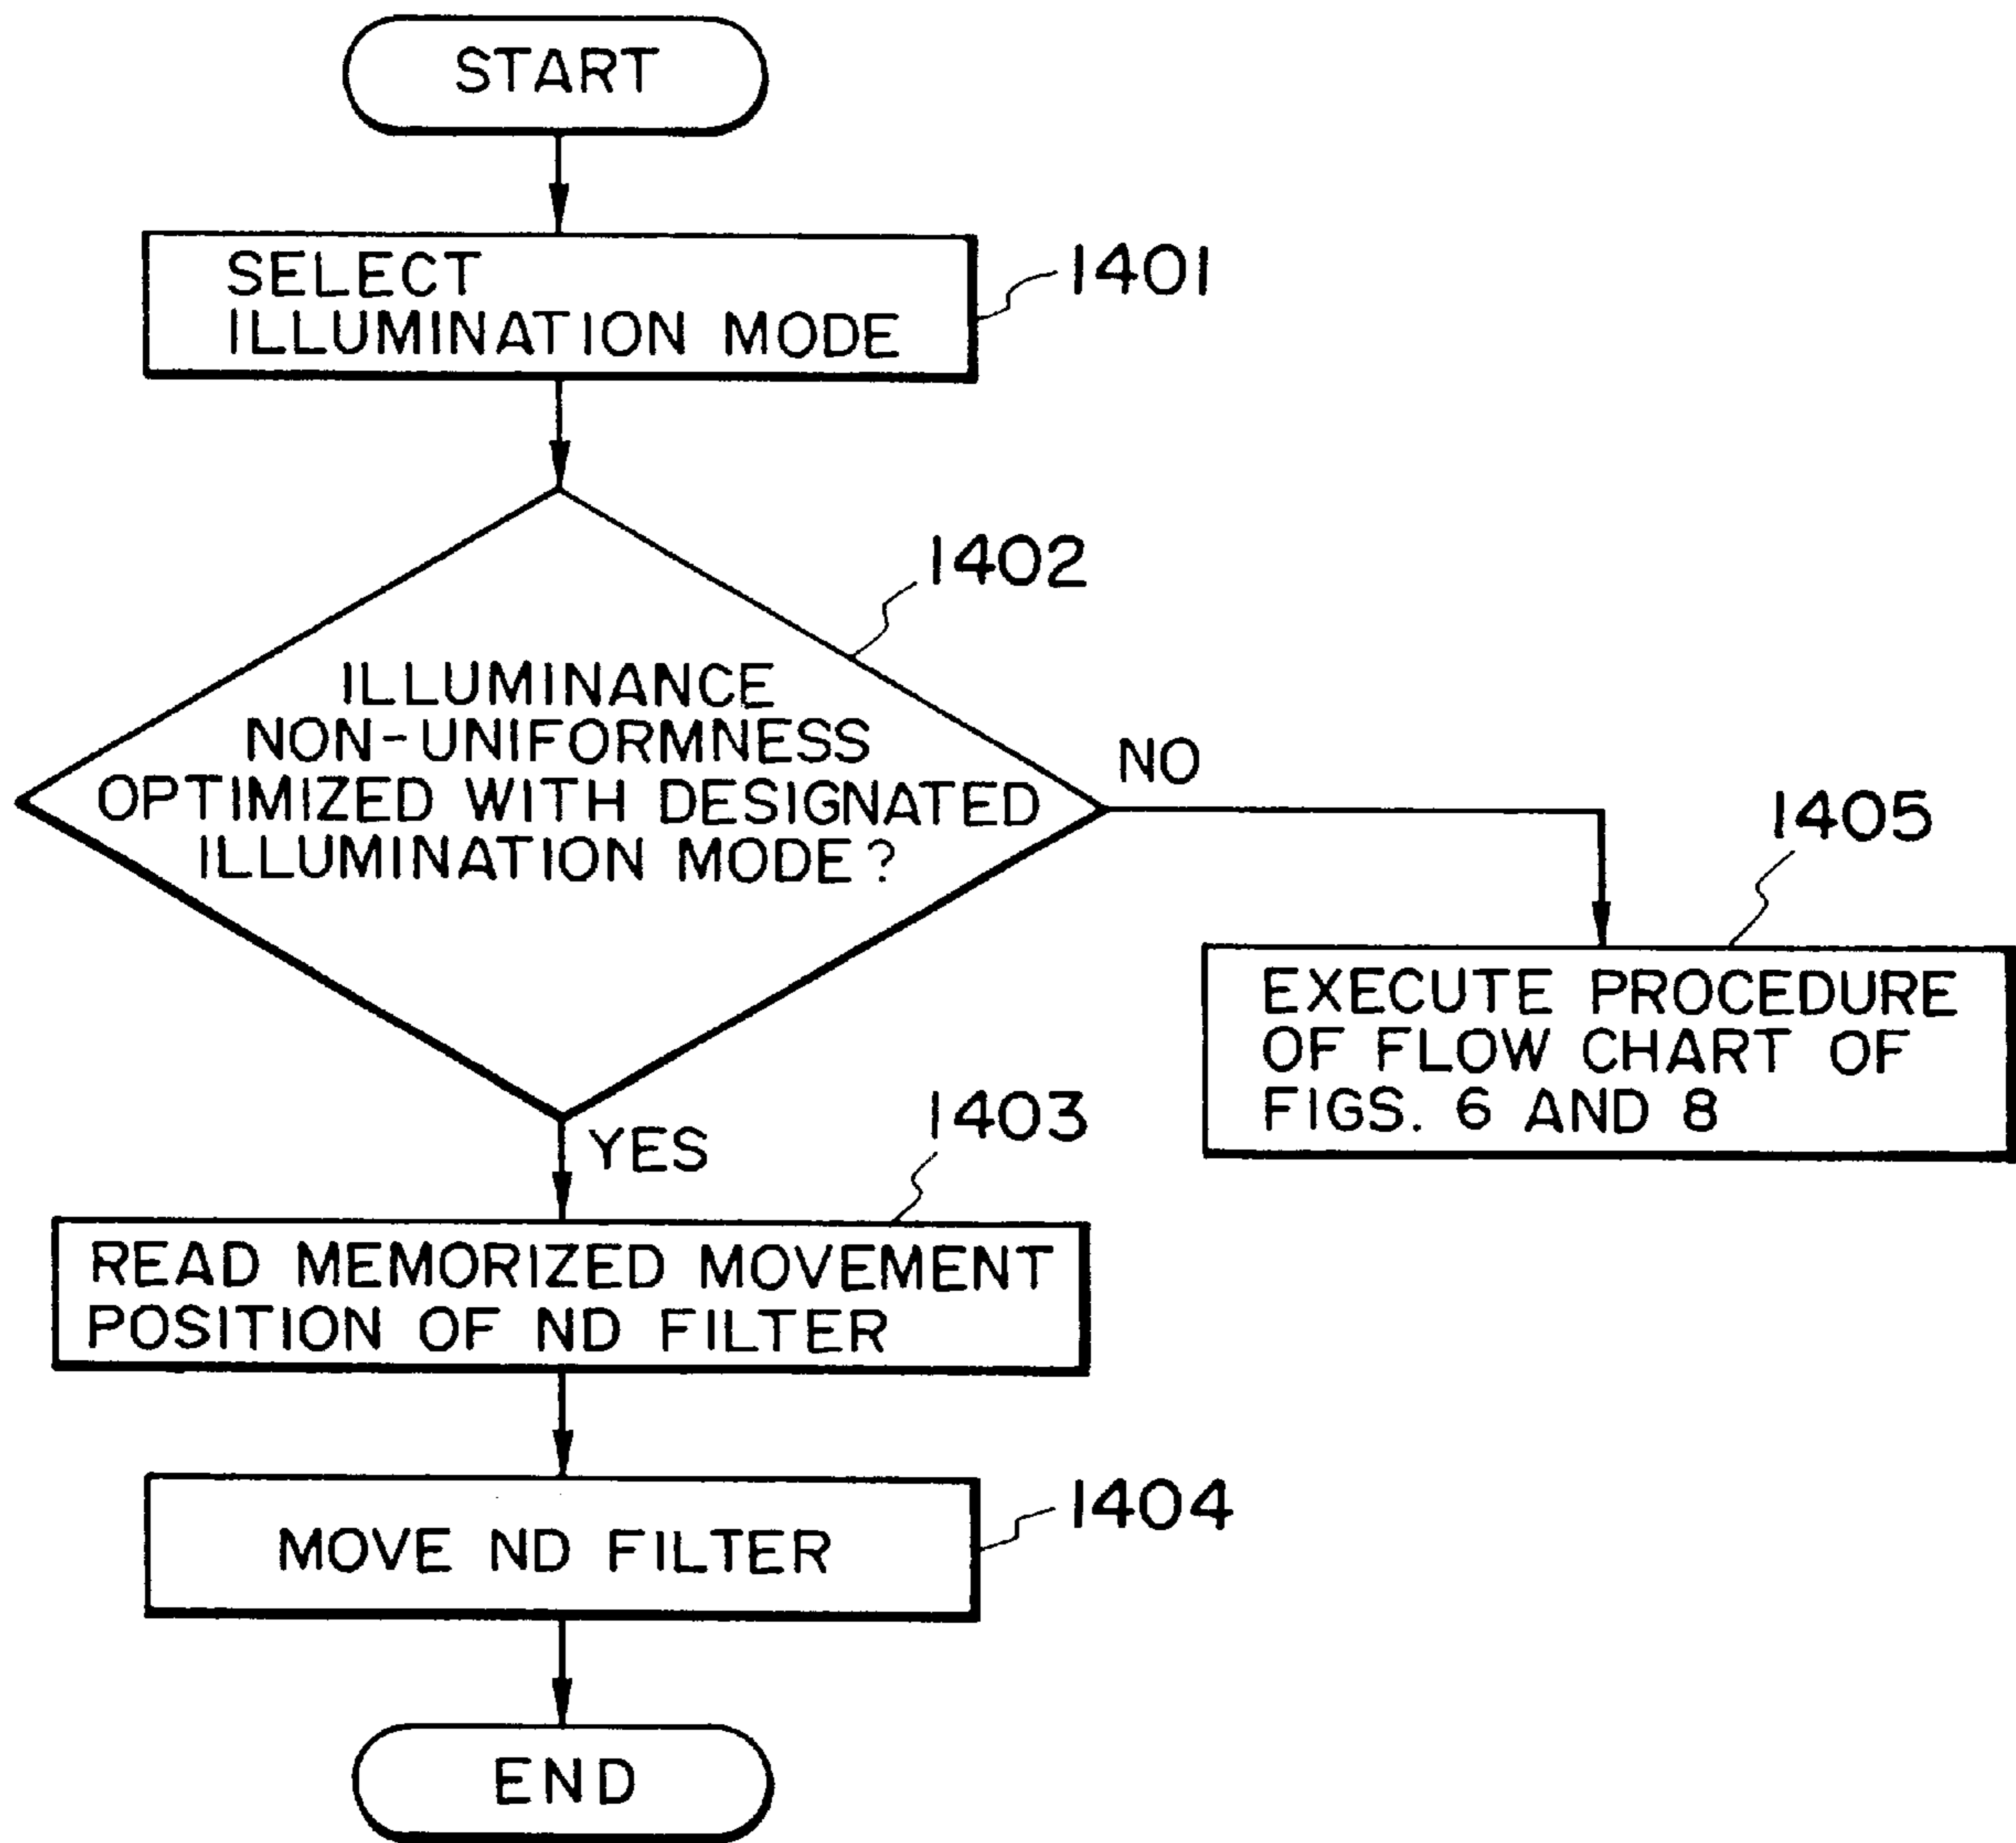 START
SELECT
ILLUMINATION MODE
1401
1402
ILLUMINANCE
NON-UNIFORMNESS
OPTIMIZED WITH DESIGNATED
ILLUMINATION MODE?
NO
1405
EXECUTE PROCEDURE
OF FLOW CHART OF
FIGS. 6 AND 8
YES
1403
READ MEMORIZED MOVEMENT
POSITION OF ND FILTER
1404
MOVE ND FILTER
END